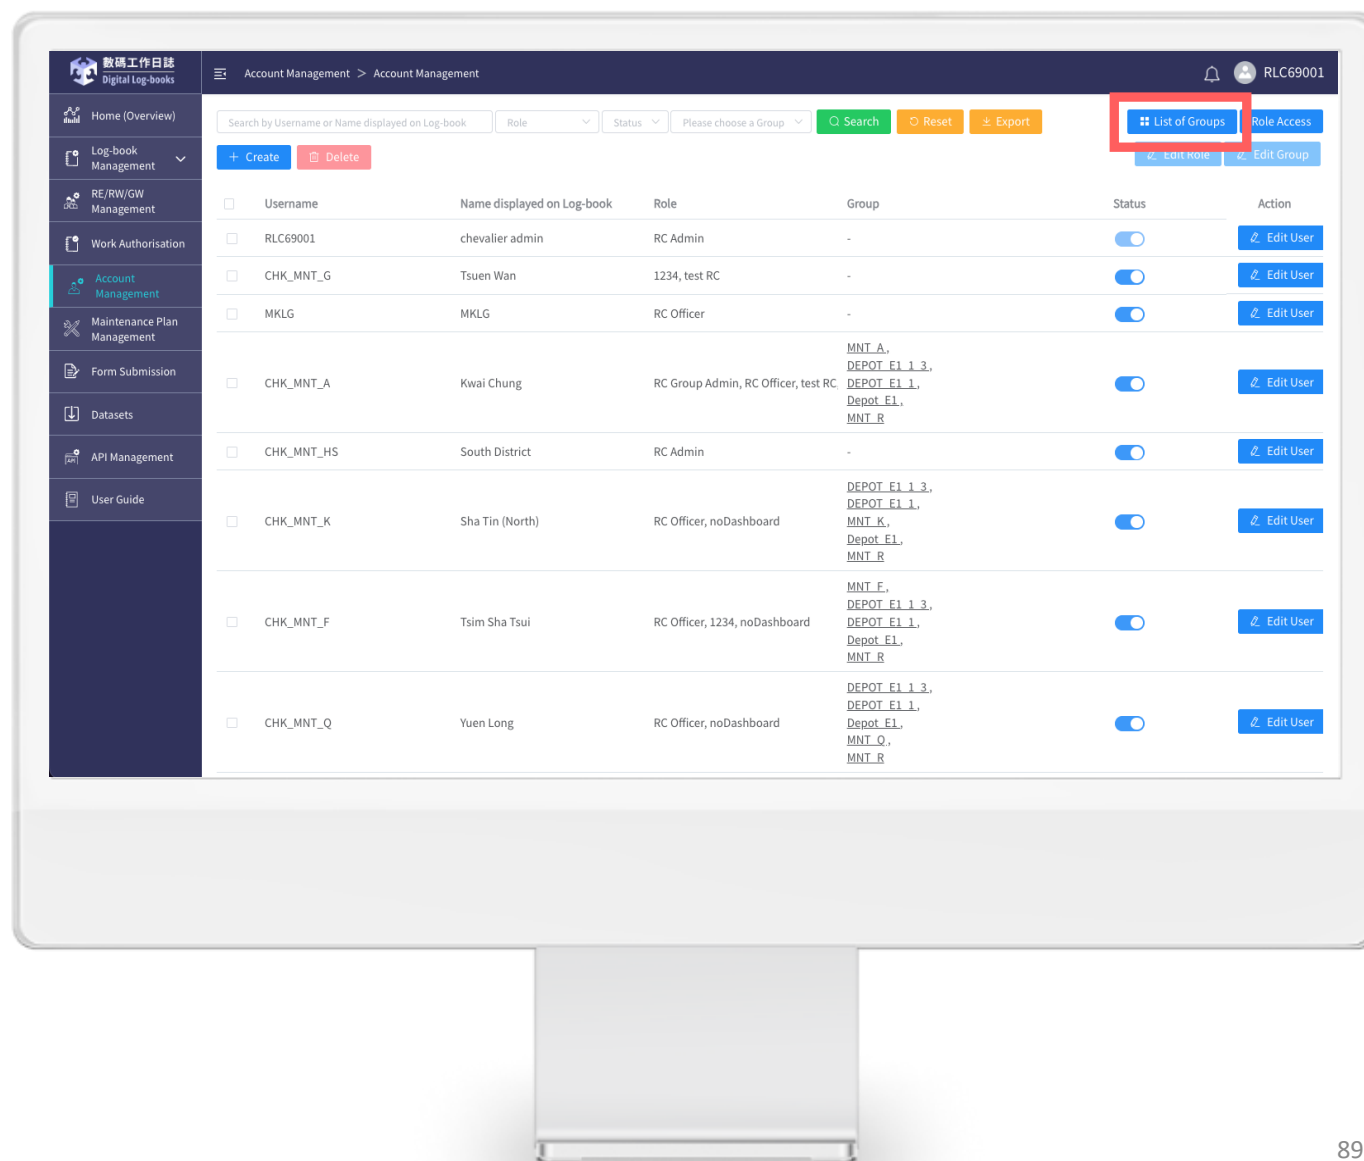 數碼工作日誌
Digital Log-books
Account Management > Account Management
RLC69001
Home (Overview)
Log-book
Management
RE/RW/GW
Management
Work Authorisation
Account
Management
Maintenance Plan
Management
Form Submission
Datasets
API Management
User Guide
Search by Username or Name displayed on Log-book Role Status Please choose a Group Search Reset Export List of Groups Role Access
+ Create Delete Edit Role Edit Group
Username Name displayed on Log-book Role Group Status Action
RLC69001 chevalier admin RC Admin - Edit User
CHK_MNT_G Tsuen Wan 1234, test RC - Edit User
MKLG MKLG RC Officer - Edit User
MNT_A,
DEPOT_E1_1_3,
CHK_MNT_A Kwai Chung RC Group Admin, RC Officer, test RC, DEPOT_E1_1, Edit User
Depot_E1,
MNT_R
CHK_MNT_HS South District RC Admin - Edit User
DEPOT_E1_1_3,
DEPOT_E1_1,
CHK_MNT_K Sha Tin (North) RC Officer, noDashboard MNT_K, Edit User
Depot_E1,
MNT_R
MNT_F,
DEPOT_E1_1_3,
CHK_MNT_F Tsim Sha Tsui RC Officer, 1234, noDashboard DEPOT_E1_1, Edit User
Depot_E1,
MNT_R
DEPOT_E1_1_3,
DEPOT_E1_1,
CHK_MNT_Q Yuen Long RC Officer, noDashboard Depot_E1, Edit User
MNT_Q,
MNT_R
89